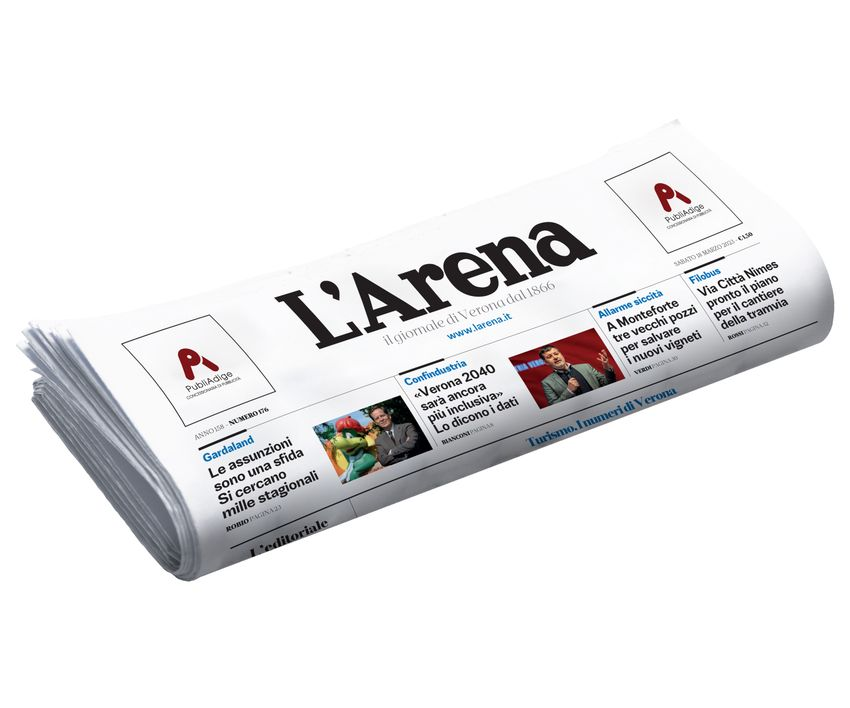 L'Arena
il giornale di Verona dal 1866
www.larena.it
PubliAdige
CONCESSIONARIA DI PUBBLICITÀ
PubliAdige
CONCESSIONARIA DI PUBBLICITÀ
ANNO 158 - NUMERO 176
SABATO 18 MARZO 2023 - € 1,50
Gardaland
Le assunzioni
sono una sfida
Si cercano
mille stagionali
ROBIO PAGINA 23
Confindustria
«Verona 2040
sarà ancora
più inclusiva»
Lo dicono i dati
BIANCONI PAGINA 8
Allarme siccità
A Monteforte
tre vecchi pozzi
per salvare
i nuovi vigneti
VERDI PAGINA 30
Filobus
Via Città Nimes
pronto il piano
per il cantiere
della tramvia
ROSSI PAGINA 12
L'editoriale
Turismo. I numeri di Verona